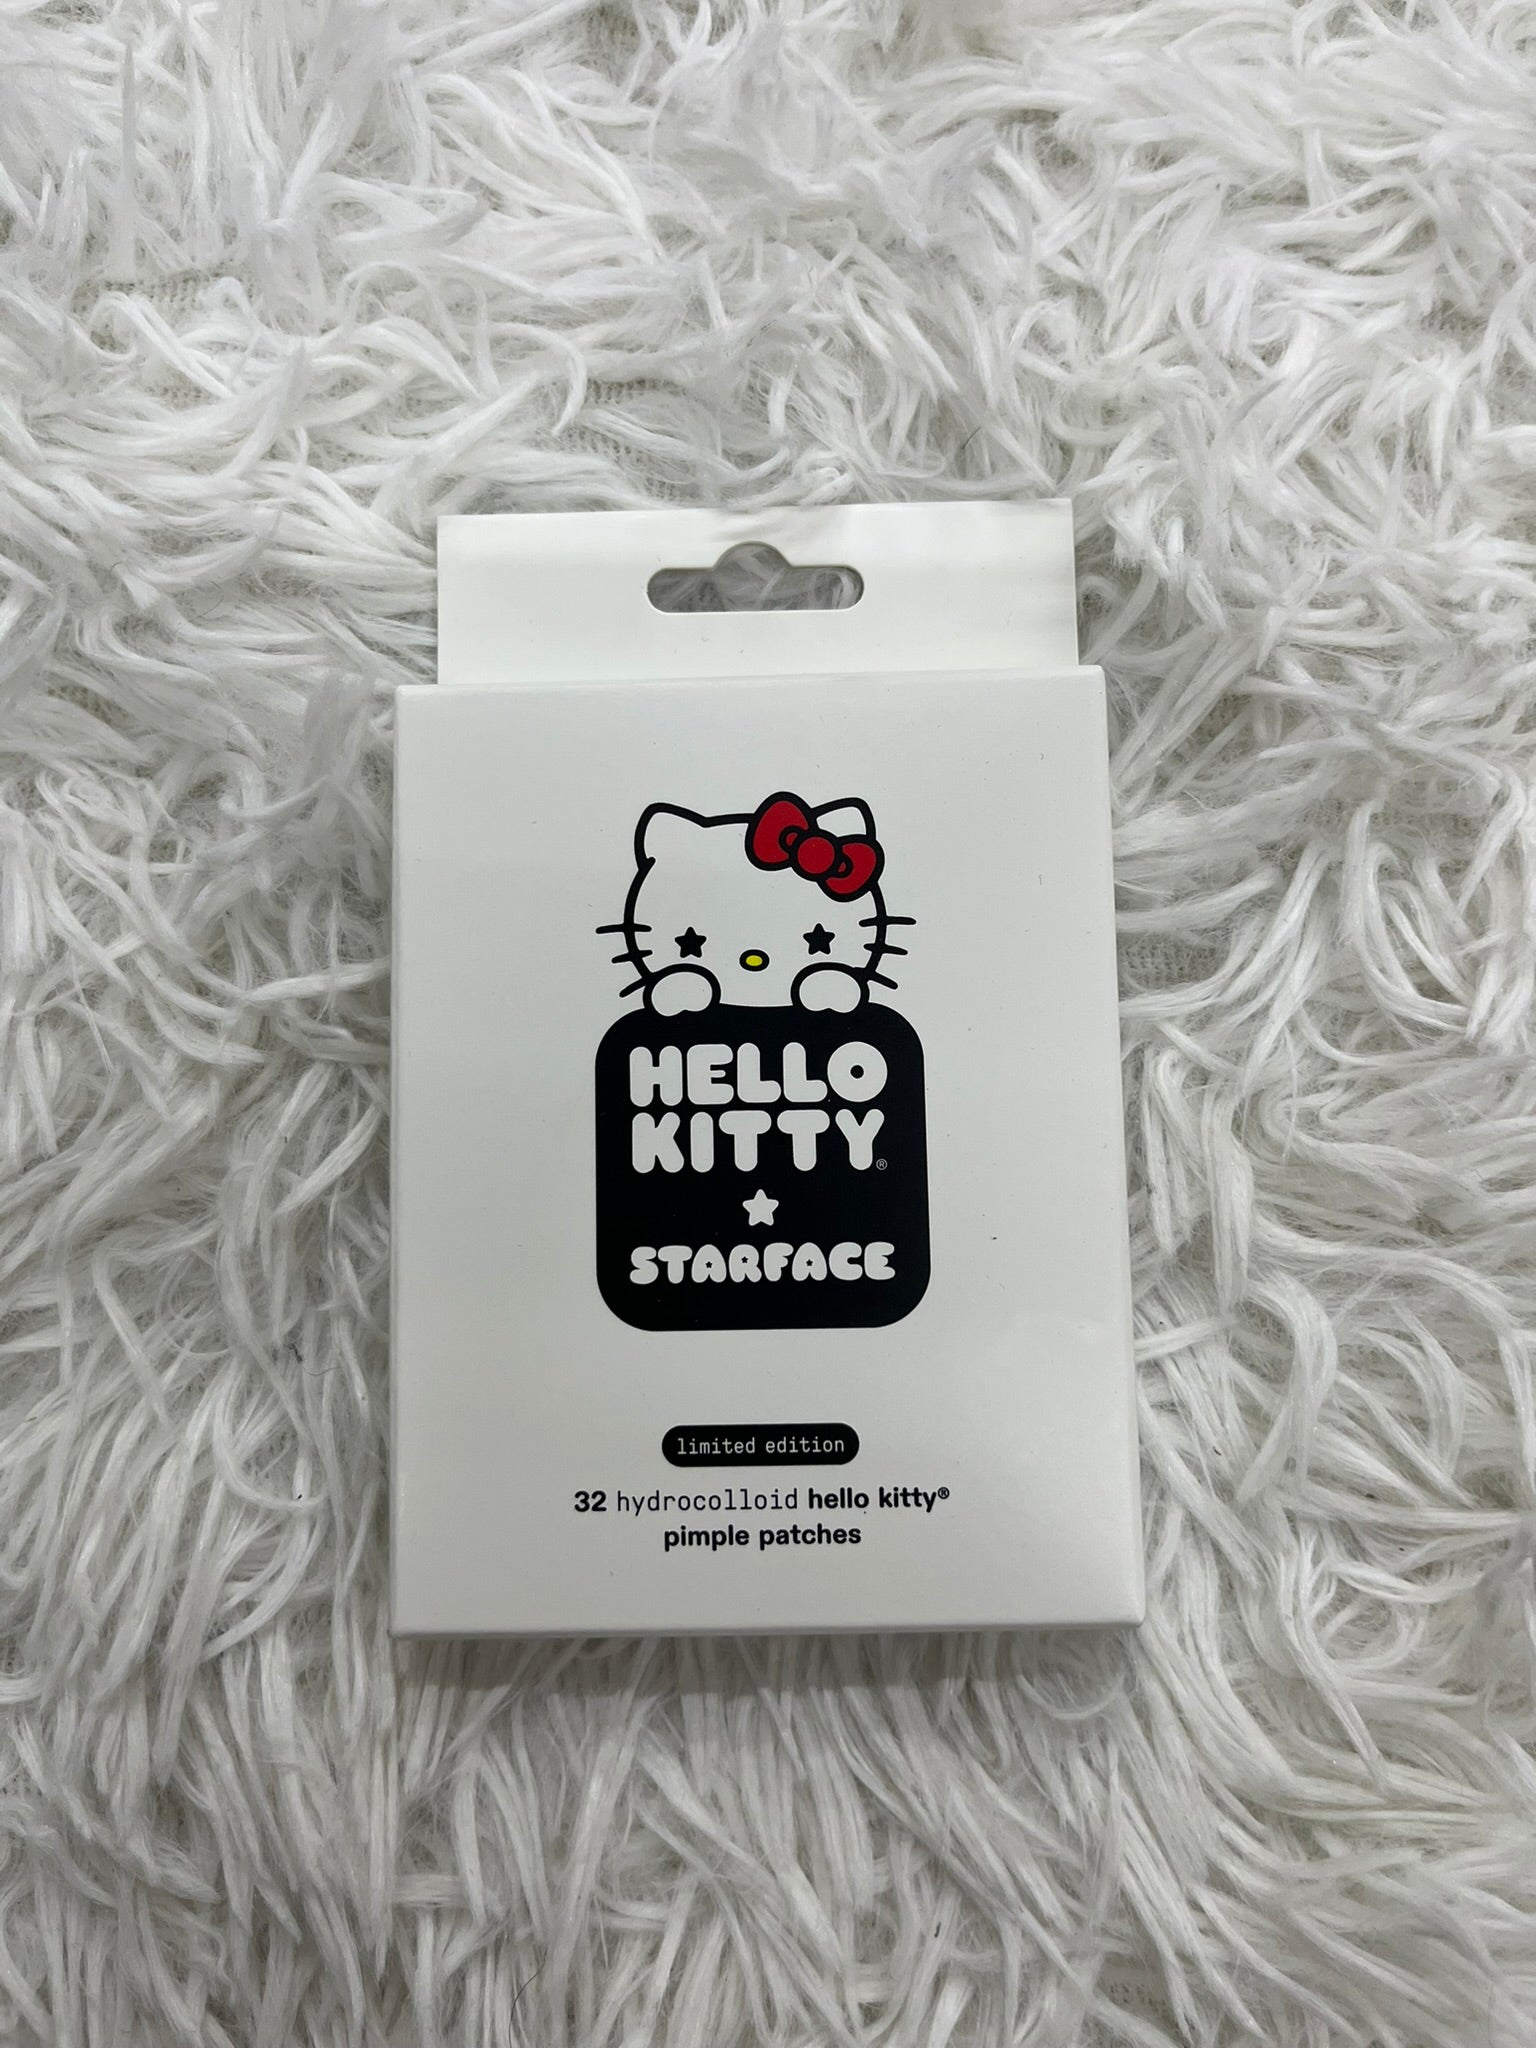 HELLO
KITTY®
STARFACE
limited edition
32 hydrocolloid hello kitty®
pimple patches